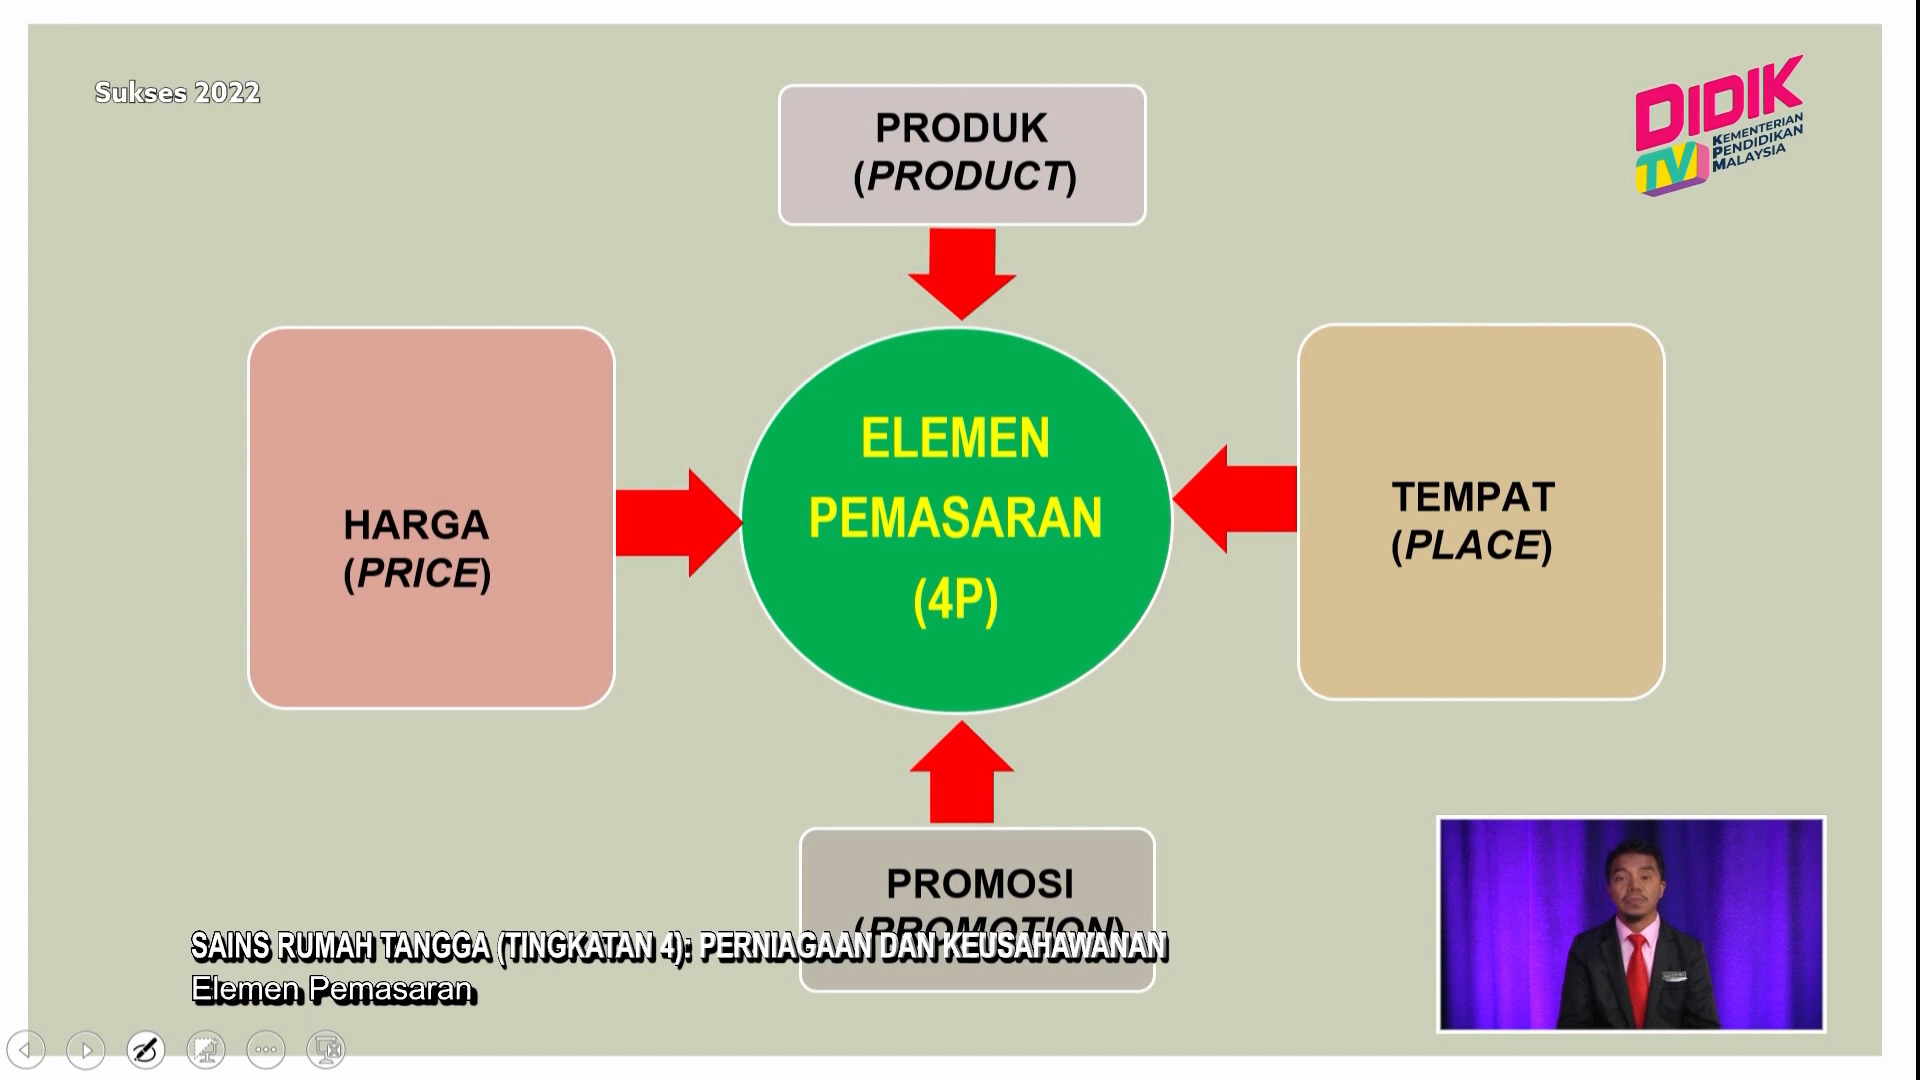 Sukses 2022
DIDIK
TV
KEMENTERIAN
PENDIDIKAN
MALAYSIA
PRODUK
(PRODUCT)
HARGA
(PRICE)
ELEMEN
PEMASARAN
(4P)
TEMPAT
(PLACE)
PROMOSI
(PROMOTION)
SAINS RUMAH TANGGA (TINGKATAN 4): PERNIAGAAN DAN KEUSAHAWANAN
Elemen Pemasaran